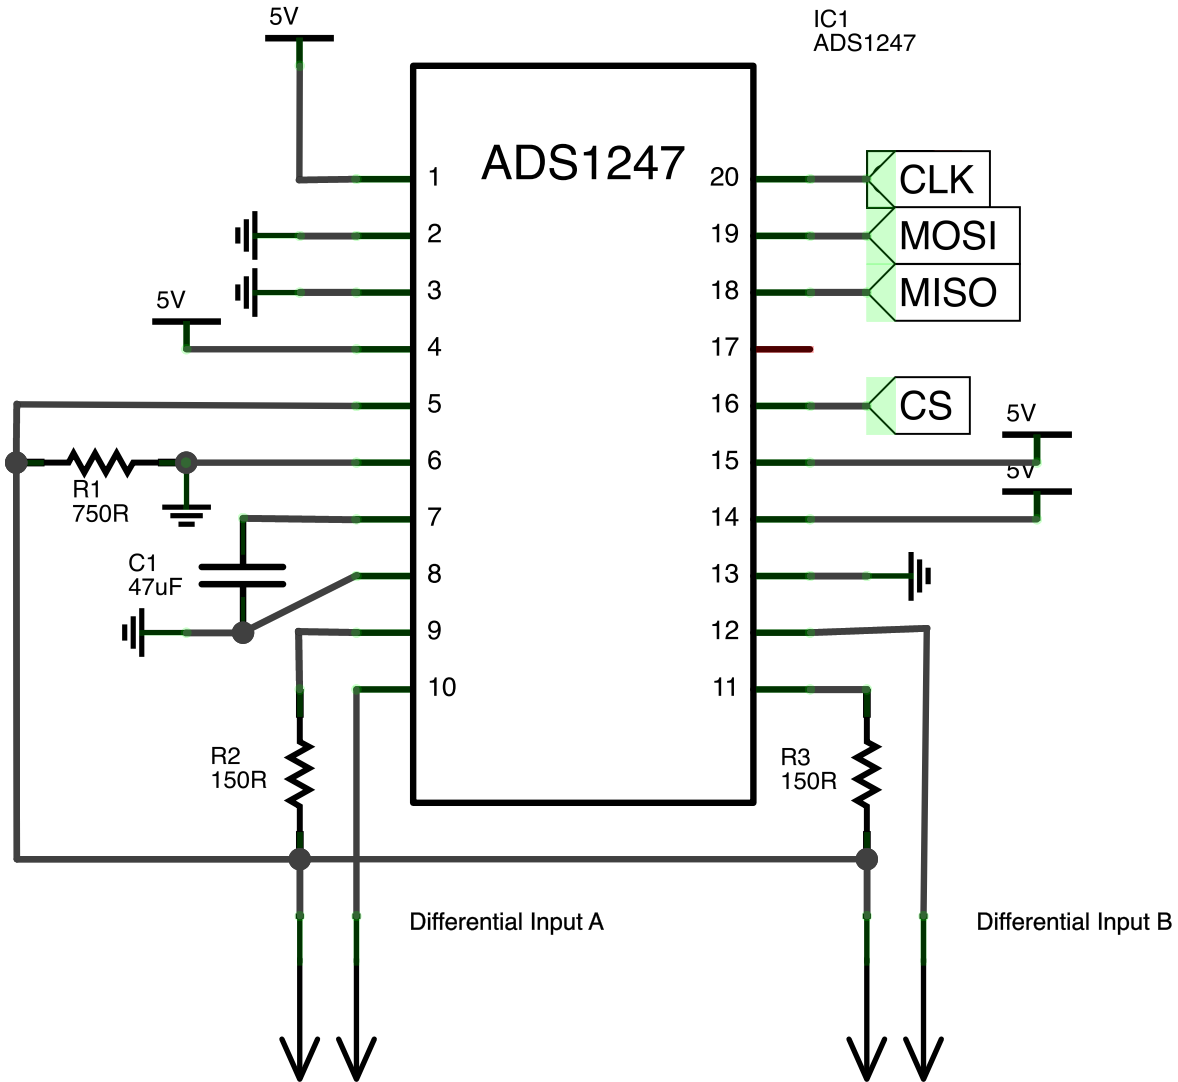 5V
IC1
ADS1247
ADS1247
1
20
CLK
2
19
MOSI
3
18
MISO
5V
4
17
5
16
CS
5V
6
15
5V
R1
750R
7
14
C1
47uF
8
13
9
12
10
11
R2
150R
R3
150R
Differential Input A
Differential Input B